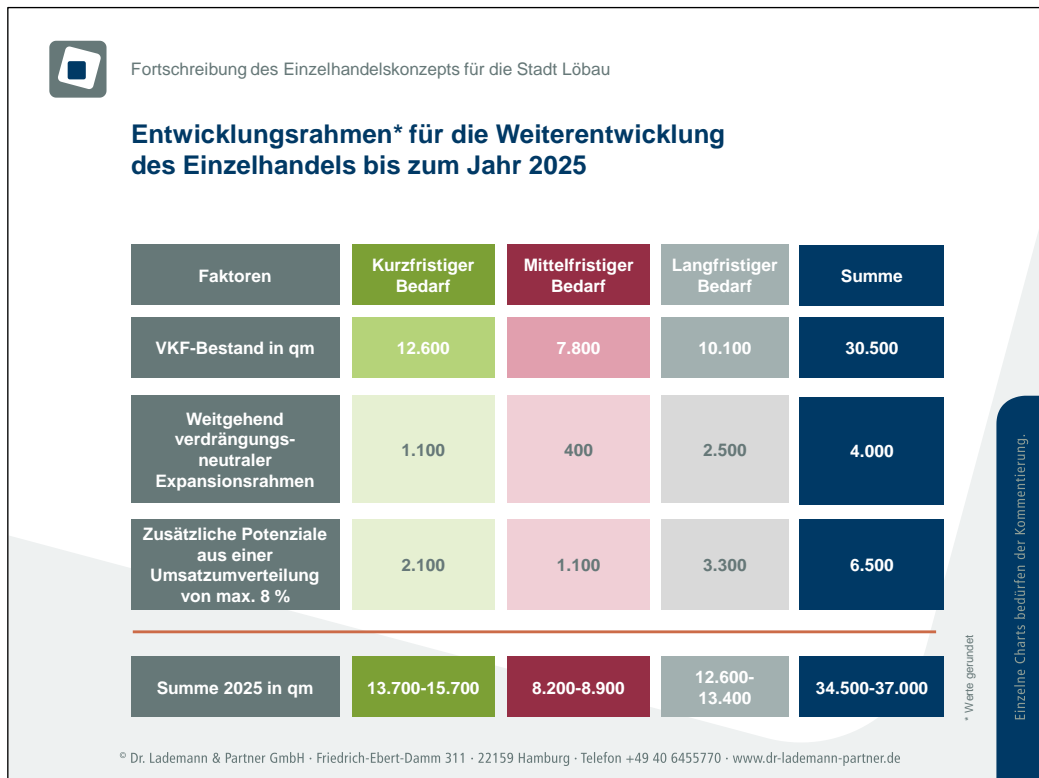 Fortschreibung des Einzelhandelskonzepts für die Stadt Löbau
Entwicklungsrahmen* für die Weiterentwicklung
des Einzelhandels bis zum Jahr 2025
Faktoren
Kurzfristiger
Bedarf
Mittelfristiger
Bedarf
Langfristiger
Bedarf
Summe
VKF-Bestand in qm
12.600
7.800
10.100
30.500
Weitgehend
verdrängungs-
neutraler
Expansionsrahmen
1.100
400
2.500
4.000
Zusätzliche Potenziale
aus einer
Umsatzumverteilung
von max. 8 %
2.100
1.100
3.300
6.500
Summe 2025 in qm
13.700-15.700
8.200-8.900
12.600-
13.400
34.500-37.000
* Werte gerundet
Einzelne Charts bedürfen der Kommentierung.
© Dr. Lademann & Partner GmbH · Friedrich-Ebert-Damm 311 · 22159 Hamburg · Telefon +49 40 6455770 · www.dr-lademann-partner.de